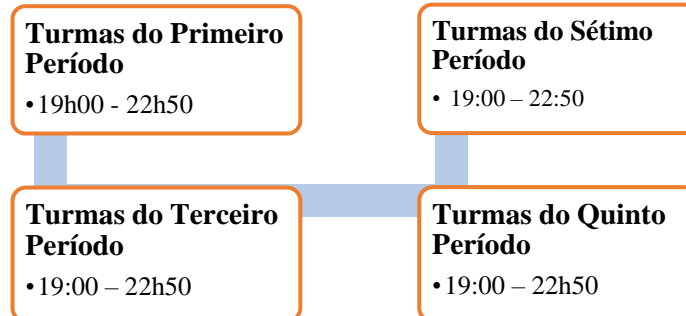 Turmas do Primeiro
Período
•19h00 - 22h50
Turmas do Sétimo
Período
• 19:00 – 22:50
Turmas do Terceiro
Período
•19:00 – 22h50
Turmas do Quinto
Período
•19:00 – 22h50